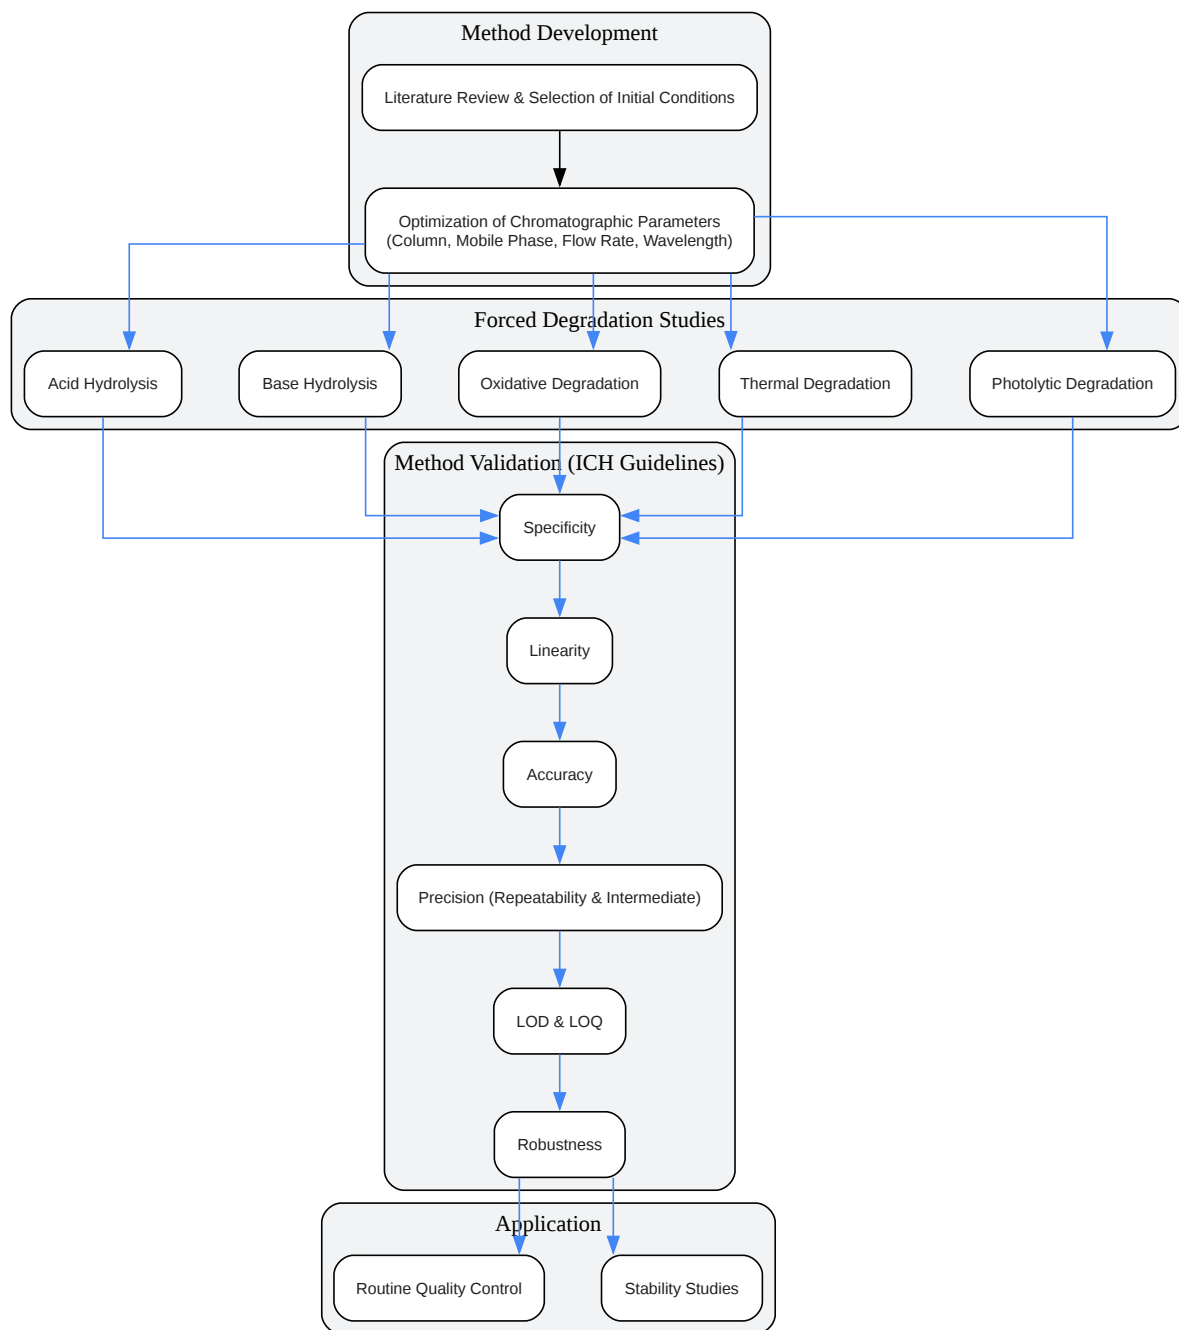 Method Development
Literature Review & Selection of Initial Conditions
Optimization of Chromatographic Parameters
(Column, Mobile Phase, Flow Rate, Wavelength)
Forced Degradation Studies
Acid Hydrolysis
Base Hydrolysis
Oxidative Degradation
Thermal Degradation
Photolytic Degradation
Method Validation (ICH Guidelines)
Specificity
Linearity
Accuracy
Precision (Repeatability & Intermediate)
LOD & LOQ
Robustness
Application
Routine Quality Control
Stability Studies